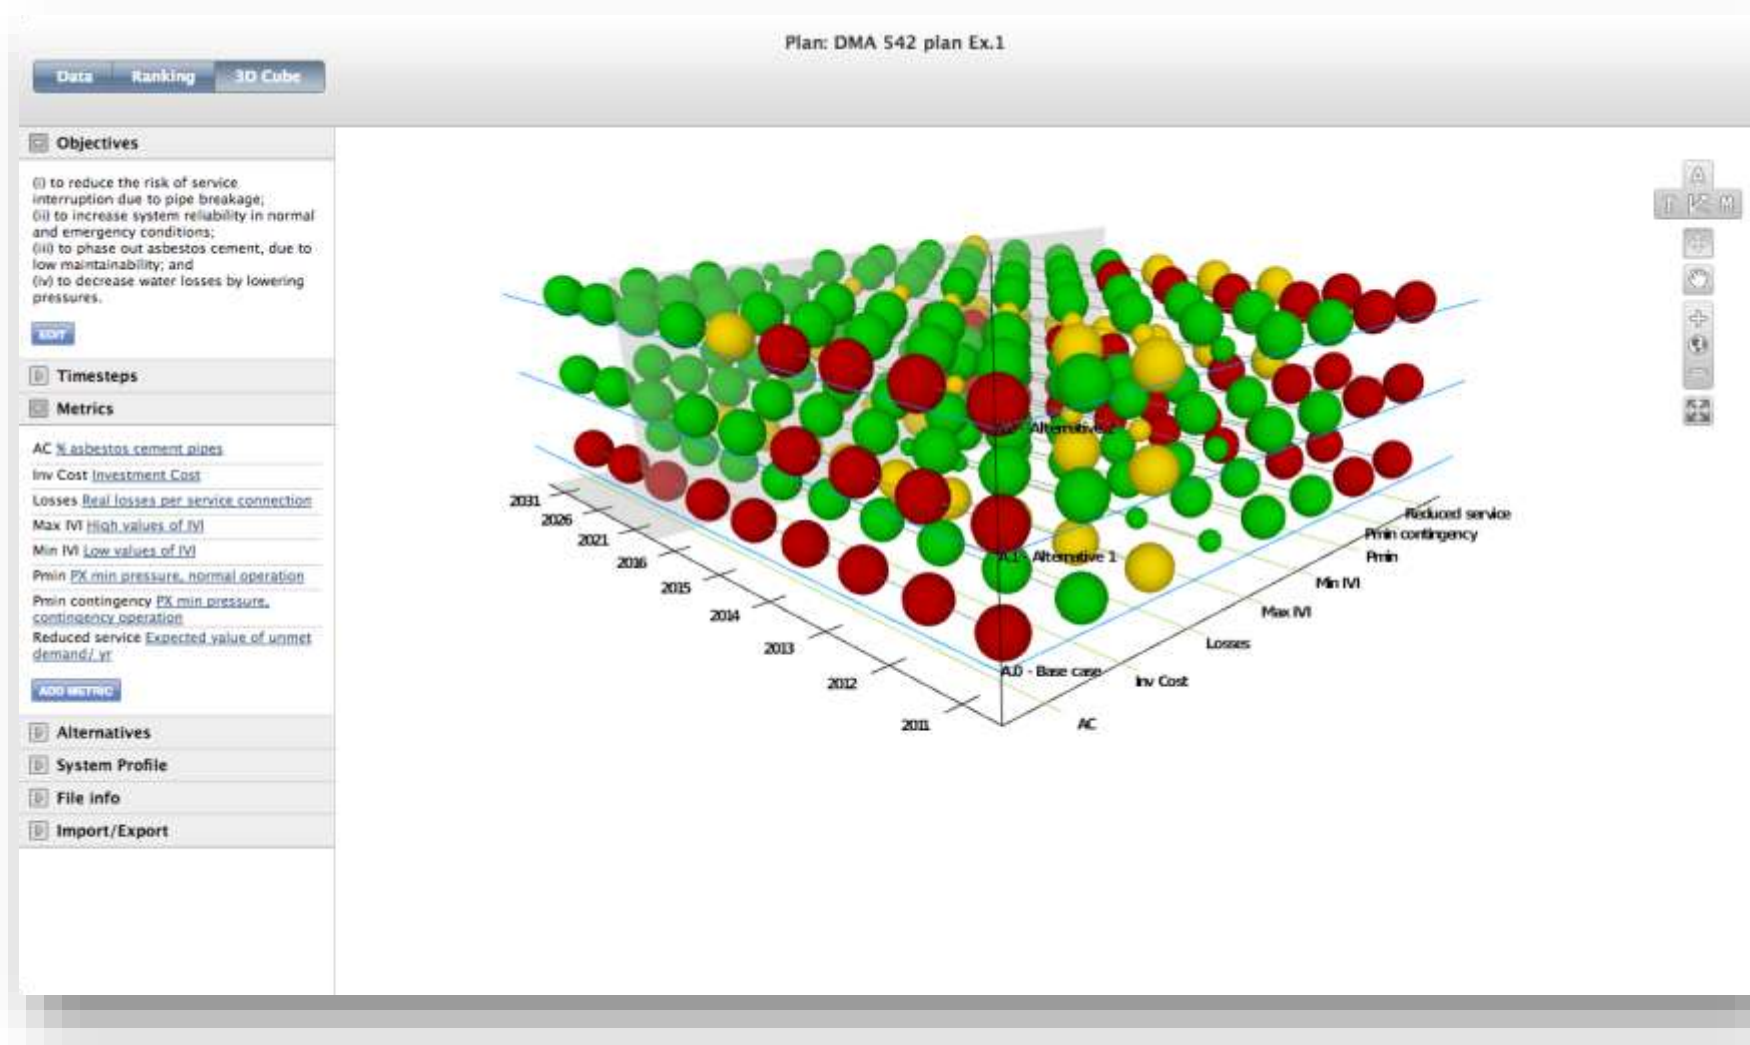 Plan: DMA 542 plan Ex.1
Data Ranking 3D Cube
Objectives
(i) to reduce the risk of service
interruption due to pipe breakage;
(ii) to increase system reliability in normal
and emergency conditions;
(iii) to phase out asbestos cement, due to
low maintainability; and
(iv) to decrease water losses by lowering
pressures.
EDIT
Timesteps
Metrics
AC % asbestos cement pipes
Inv Cost Investment Cost
Losses Real losses per service connection
Max IVI High values of IVI
Min IVI Low values of IVI
Pmin PX min pressure, normal operation
Pmin contingency PX min pressure,
contingency operation
Reduced service Expected value of unmet
demand/ yr
ADD METRIC
Alternatives
System Profile
File info
Import/Export
A
T M
A.2 - Alternative 2
A.1 - Alternative 1
A.0 - Base case
2031
2026
2021
2016
2015
2014
2013
2012
2011
Reduced service
Pmin contingency
Pmin
Min IVI
Max IVI
Losses
Inv Cost
AC